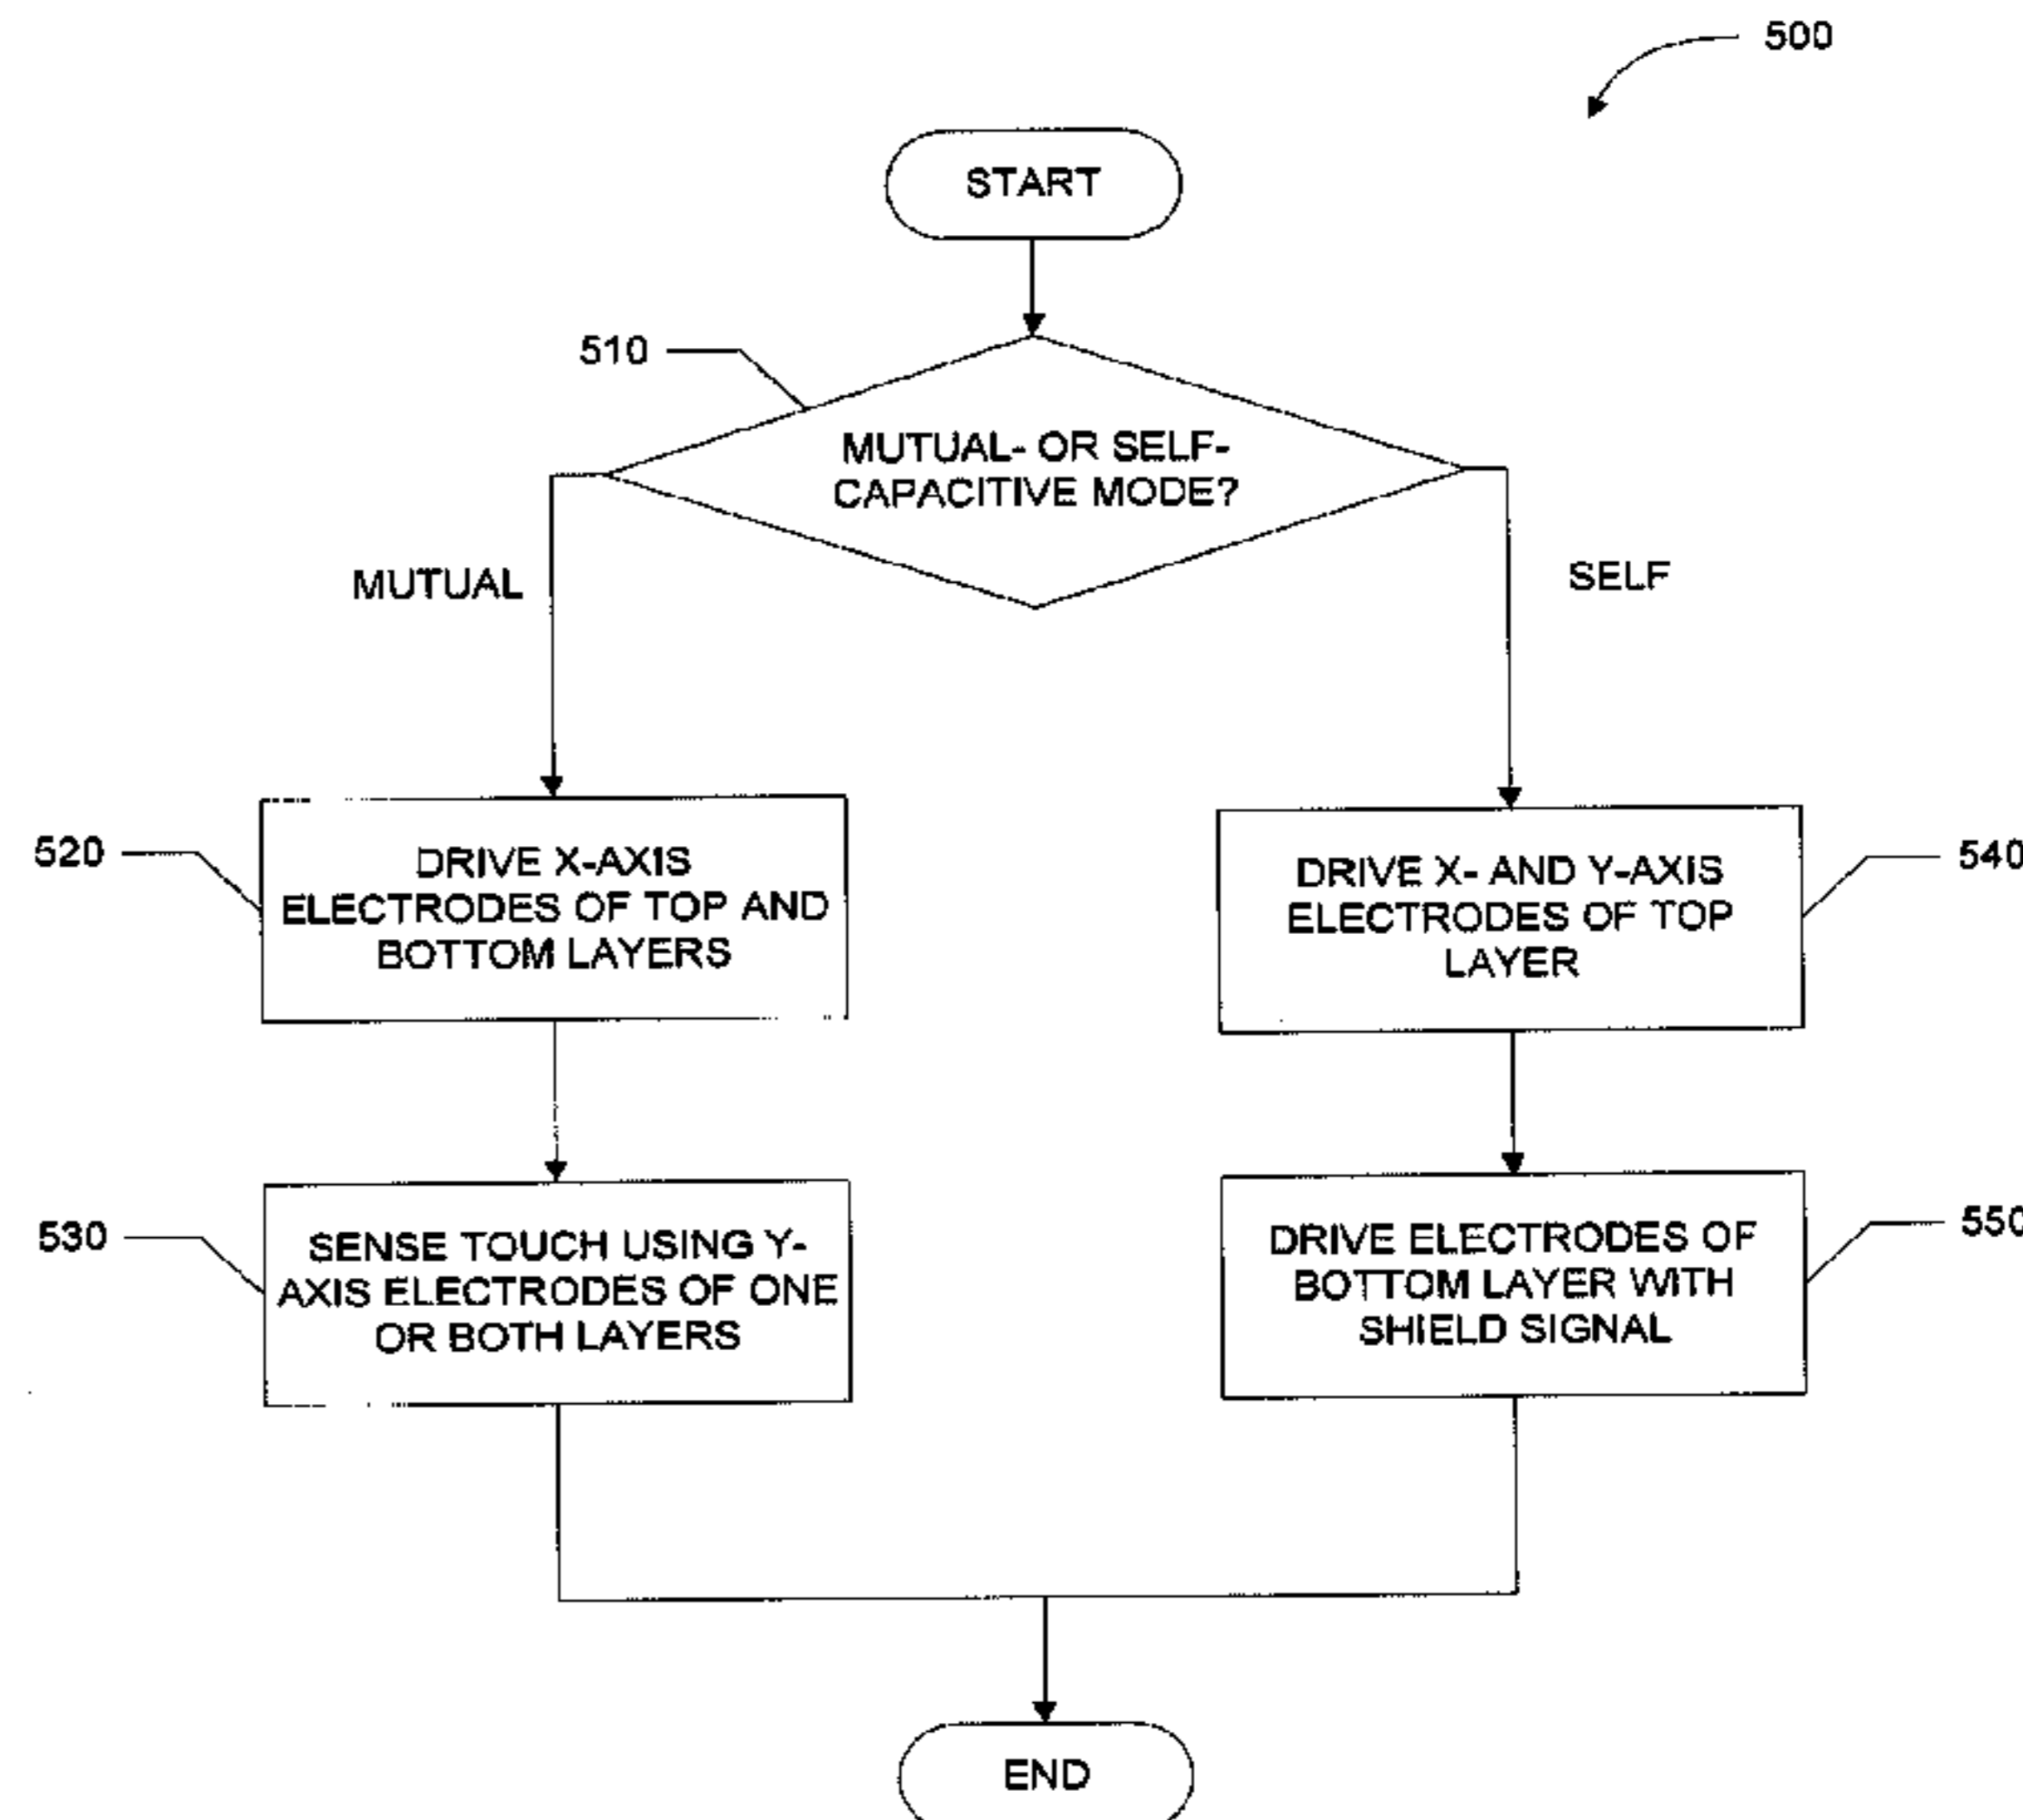 500
START
510
MUTUAL- OR SELF-
CAPACITIVE MODE?
MUTUAL
SELF
520
DRIVE X-AXIS
ELECTRODES OF TOP AND
BOTTOM LAYERS
DRIVE X- AND Y-AXIS
ELECTRODES OF TOP
LAYER
540
530
SENSE TOUCH USING Y-
AXIS ELECTRODES OF ONE
OR BOTH LAYERS
DRIVE ELECTRODES OF
BOTTOM LAYER WITH
SHIELD SIGNAL
550
END